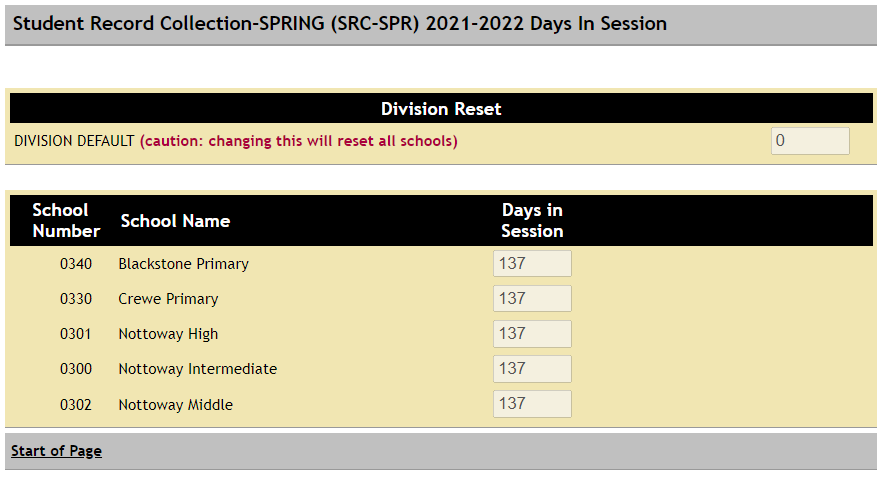 Student Record Collection-SPRING (SRC-SPR) 2021-2022 Days In Session
Division Reset
DIVISION DEFAULT (caution: changing this will reset all schools) 0
School Number School Name Days in Session
0340 Blackstone Primary 137
0330 Crewe Primary 137
0301 Nottoway High 137
0300 Nottoway Intermediate 137
0302 Nottoway Middle 137
Start of Page